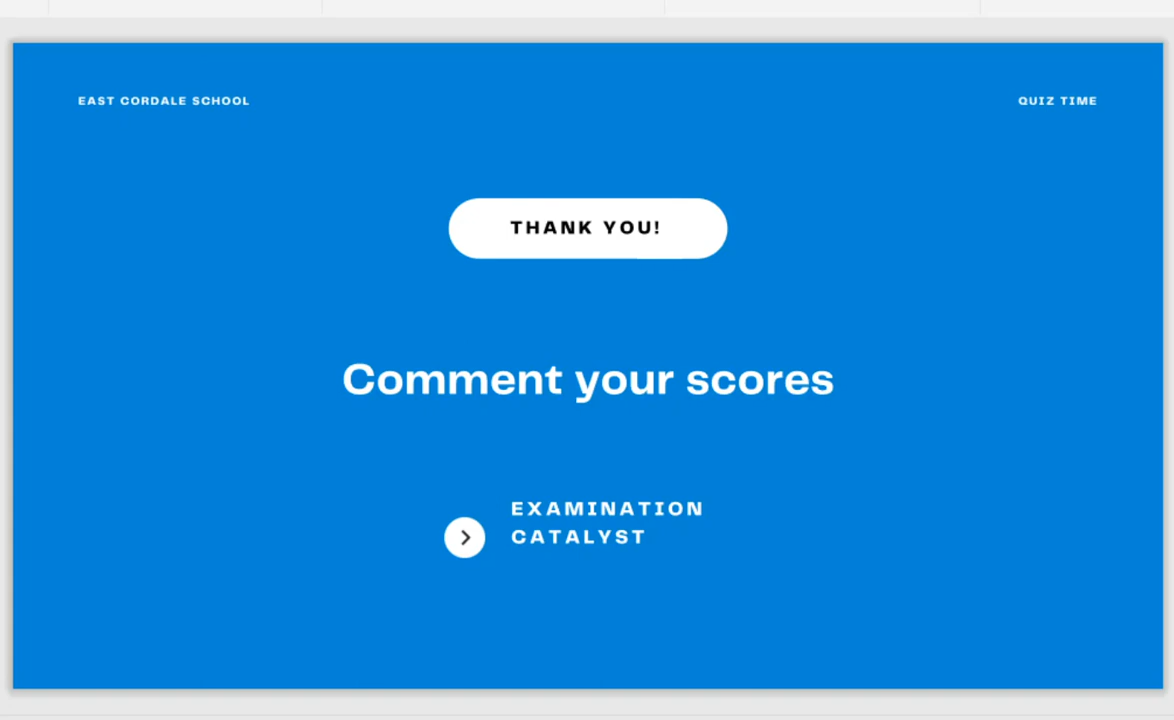 EAST CORDALE SCHOOL
QUIZ TIME
THANK YOU!
Comment your scores
EXAMINATION
CATALYST